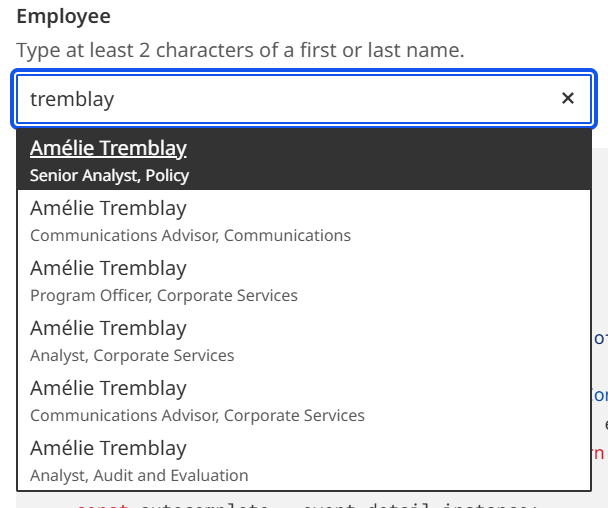 Employee
Type at least 2 characters of a first or last name.
tremblay
Amélie Tremblay
Senior Analyst, Policy
Amélie Tremblay
Communications Advisor, Communications
Amélie Tremblay
Program Officer, Corporate Services
Amélie Tremblay
Analyst, Corporate Services
Amélie Tremblay
Communications Advisor, Corporate Services
Amélie Tremblay
Analyst, Audit and Evaluation